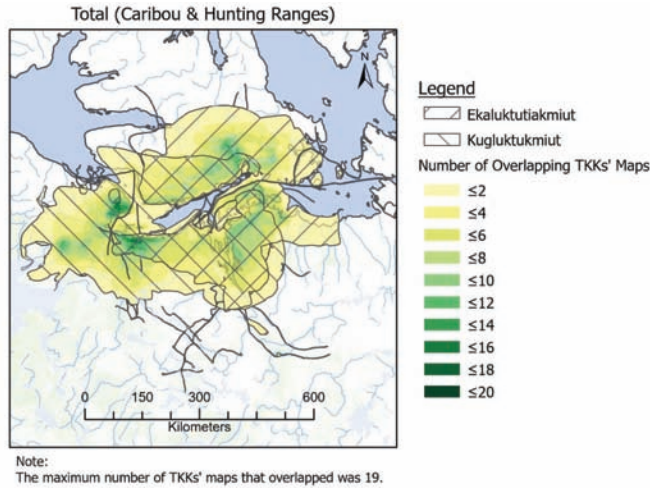 Total (Caribou & Hunting Ranges)
N
Legend
Ekaluktutiakmiut
Kugluktukmiut
Number of Overlapping TKKs' Maps
≤2
≤4
≤6
≤8
≤10
≤12
≤14
≤16
≤18
≤20
0 150 300 600
Kilometers
Note:
The maximum number of TKKs' maps that overlapped was 19.